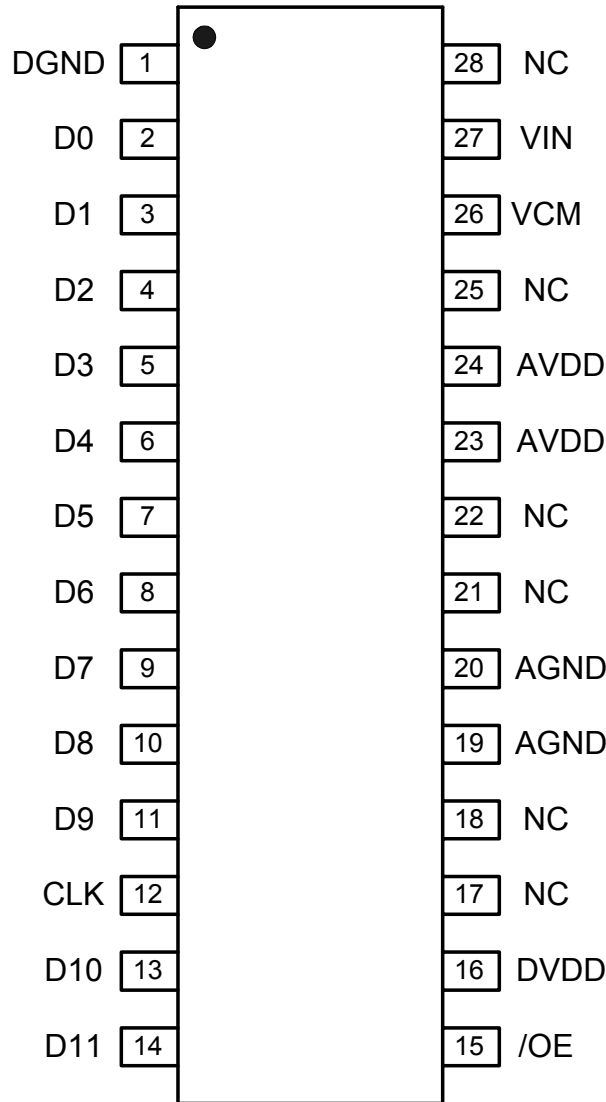 DGND 1 28 NC
D0 2 27 VIN
D1 3 26 VCM
D2 4 25 NC
D3 5 24 AVDD
D4 6 23 AVDD
D5 7 22 NC
D6 8 21 NC
D7 9 20 AGND
D8 10 19 AGND
D9 11 18 NC
CLK 12 17 NC
D10 13 16 DVDD
D11 14 15 /OE